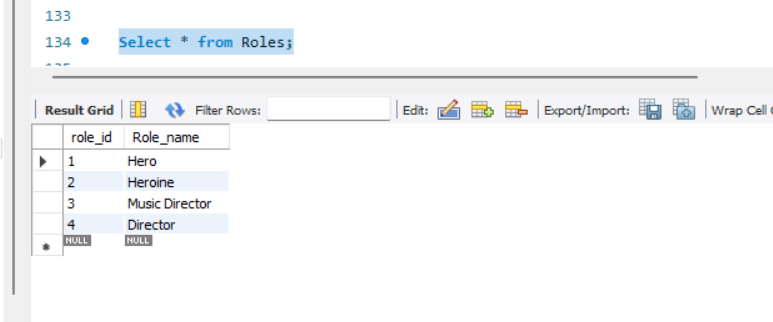 133
134 Select * from Roles;
Result Grid Filter Rows: Edit: Export/Import: Wrap Cell
role_id Role_name
1 Hero
2 Heroine
3 Music Director
4 Director
NULL NULL